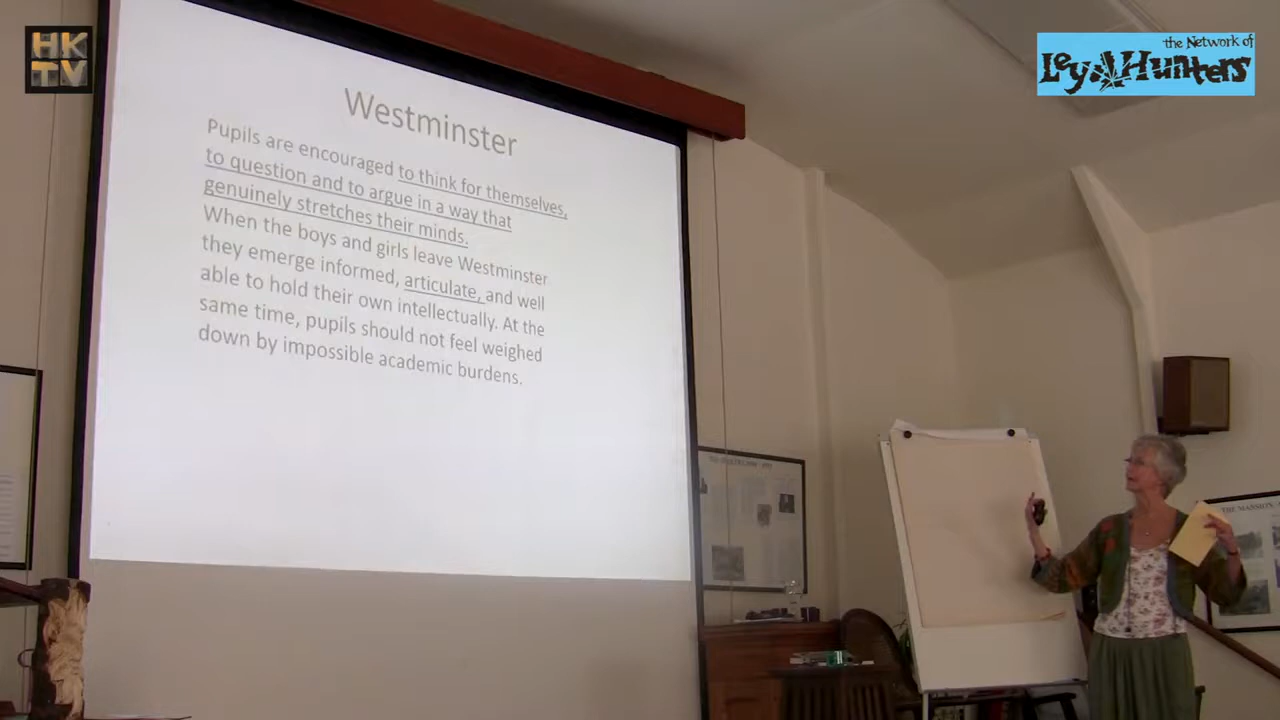 HK
TV
the Network of
Ley Hunters
Westminster
Pupils are encouraged to think for themselves,
to question and to argue in a way that
genuinely stretches their minds.
When the boys and girls leave Westminster
they emerge informed, articulate, and well
able to hold their own intellectually. At the
same time, pupils should not feel weighed
down by impossible academic burdens.
THE MANSION